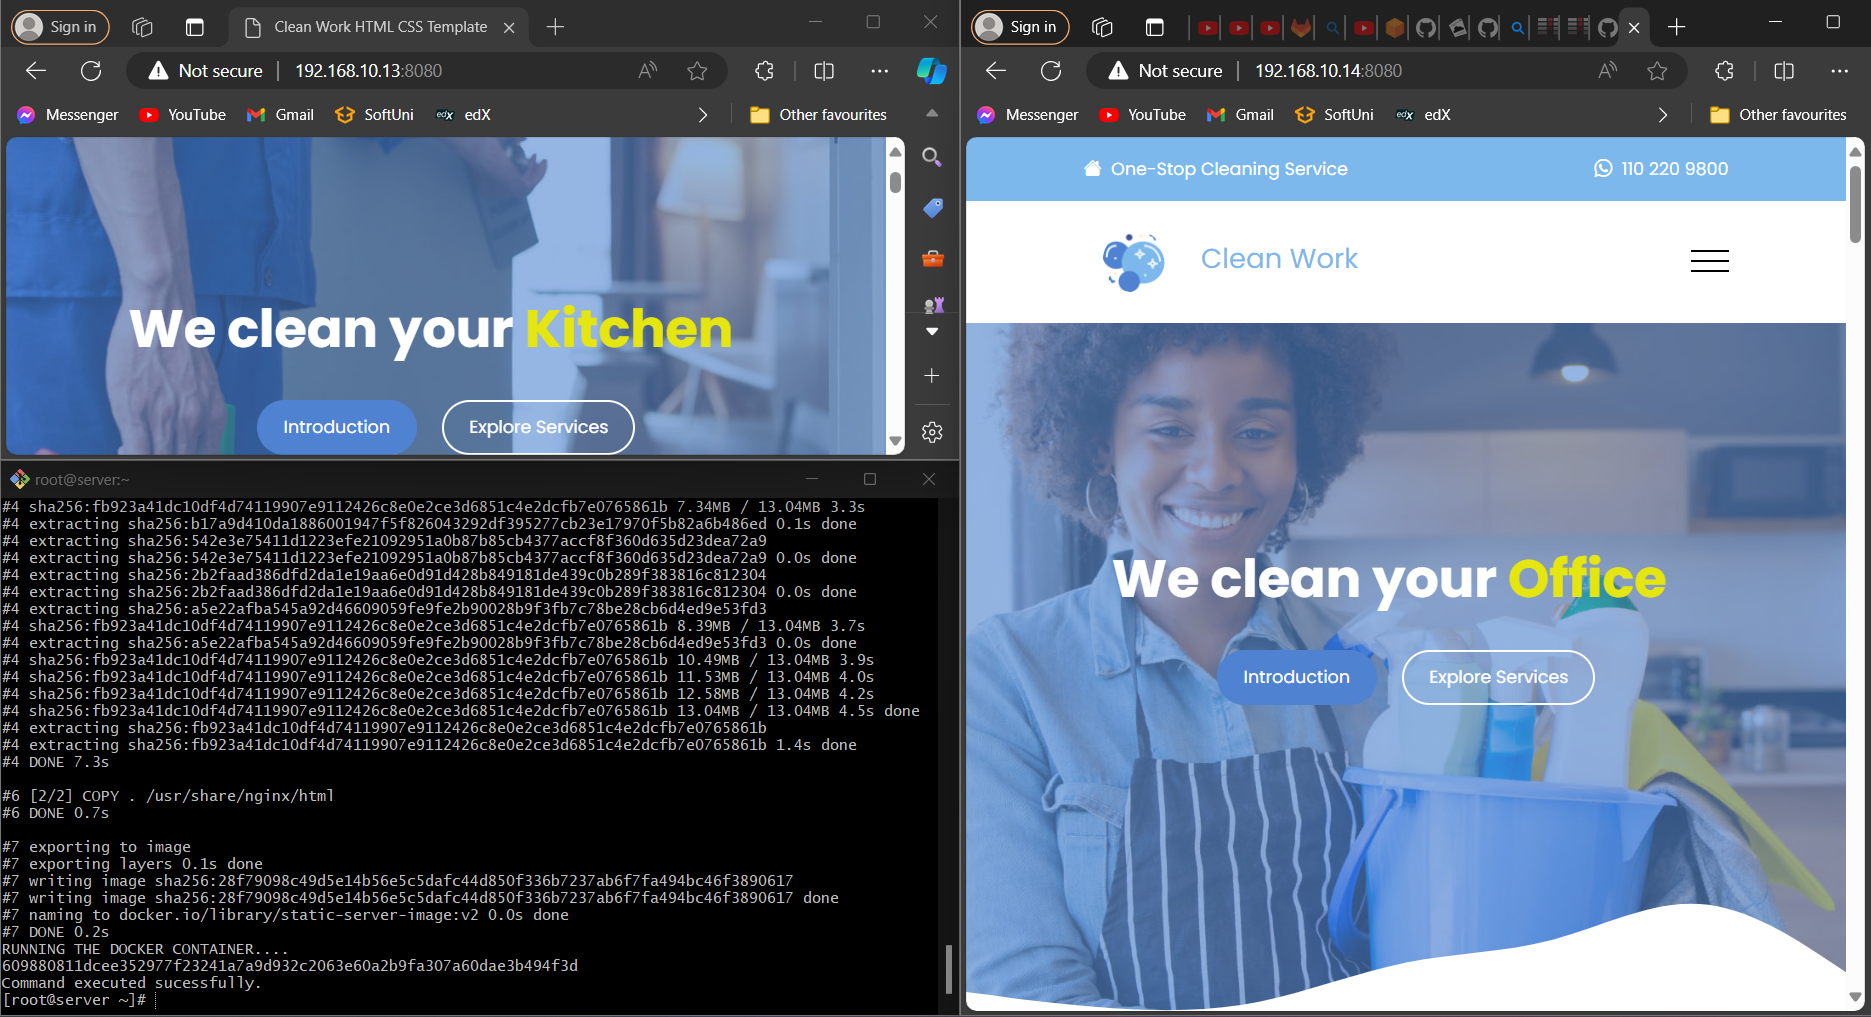 Sign in
Clean Work HTML CSS Template
Not secure
192.168.10.13:8080
Messenger
YouTube
Gmail
SoftUni
edX
Other favourites
We clean your Kitchen
Introduction
Explore Services
root@server:~
#4 sha256:fb923a41dc10df4d74119907e9112426c8e0e2ce3d6851c4e2dcfb7e0765861b 7.34MB / 13.04MB 3.3s
#4 extracting sha256:b17a9d410da1886001947f5f826043292df395277cb23e17970f5b82a6b486ed 0.1s done
#4 extracting sha256:542e3e75411d1223efe21092951a0b87b85cb4377accf8f360d635d23dea72a9
#4 extracting sha256:542e3e75411d1223efe21092951a0b87b85cb4377accf8f360d635d23dea72a9 0.0s done
#4 extracting sha256:2b2faad386dfd2da1e19aa6e0d91d428b849181de439c0b289f383816c812304
#4 extracting sha256:2b2faad386dfd2da1e19aa6e0d91d428b849181de439c0b289f383816c812304 0.0s done
#4 extracting sha256:a5e22afba545a92d46609059fe9fe2b90028b9f3fb7c78be28cb6d4ed9e53fd3
#4 sha256:fb923a41dc10df4d74119907e9112426c8e0e2ce3d6851c4e2dcfb7e0765861b 8.39MB / 13.04MB 3.7s
#4 extracting sha256:a5e22afba545a92d46609059fe9fe2b90028b9f3fb7c78be28cb6d4ed9e53fd3 0.0s done
#4 sha256:fb923a41dc10df4d74119907e9112426c8e0e2ce3d6851c4e2dcfb7e0765861b 10.49MB / 13.04MB 3.9s
#4 sha256:fb923a41dc10df4d74119907e9112426c8e0e2ce3d6851c4e2dcfb7e0765861b 11.53MB / 13.04MB 4.0s
#4 sha256:fb923a41dc10df4d74119907e9112426c8e0e2ce3d6851c4e2dcfb7e0765861b 12.58MB / 13.04MB 4.2s
#4 sha256:fb923a41dc10df4d74119907e9112426c8e0e2ce3d6851c4e2dcfb7e0765861b 13.04MB / 13.04MB 4.5s done
#4 extracting sha256:fb923a41dc10df4d74119907e9112426c8e0e2ce3d6851c4e2dcfb7e0765861b
#4 extracting sha256:fb923a41dc10df4d74119907e9112426c8e0e2ce3d6851c4e2dcfb7e0765861b 1.4s done
#4 DONE 7.3s
#6 [2/2] COPY . /usr/share/nginx/html
#6 DONE 0.7s
#7 exporting to image
#7 exporting layers 0.1s done
#7 writing image sha256:28f79098c49d5e14b56e5c5dafc44d850f336b7237ab6f7fa494bc46f3890617
#7 writing image sha256:28f79098c49d5e14b56e5c5dafc44d850f336b7237ab6f7fa494bc46f3890617 done
#7 naming to docker.io/library/static-server-image:v2 0.0s done
#7 DONE 0.2s
RUNNING THE DOCKER CONTAINER....
609880811dcee352977f23241a7a9d932c2063e60a2b9fa307a60dae3b494f3d
Command executed sucessfully.
[root@server ~]#
Sign in
Not secure
192.168.10.14:8080
Messenger
YouTube
Gmail
SoftUni
edX
Other favourites
One-Stop Cleaning Service
110 220 9800
Clean Work
We clean your Office
Introduction
Explore Services